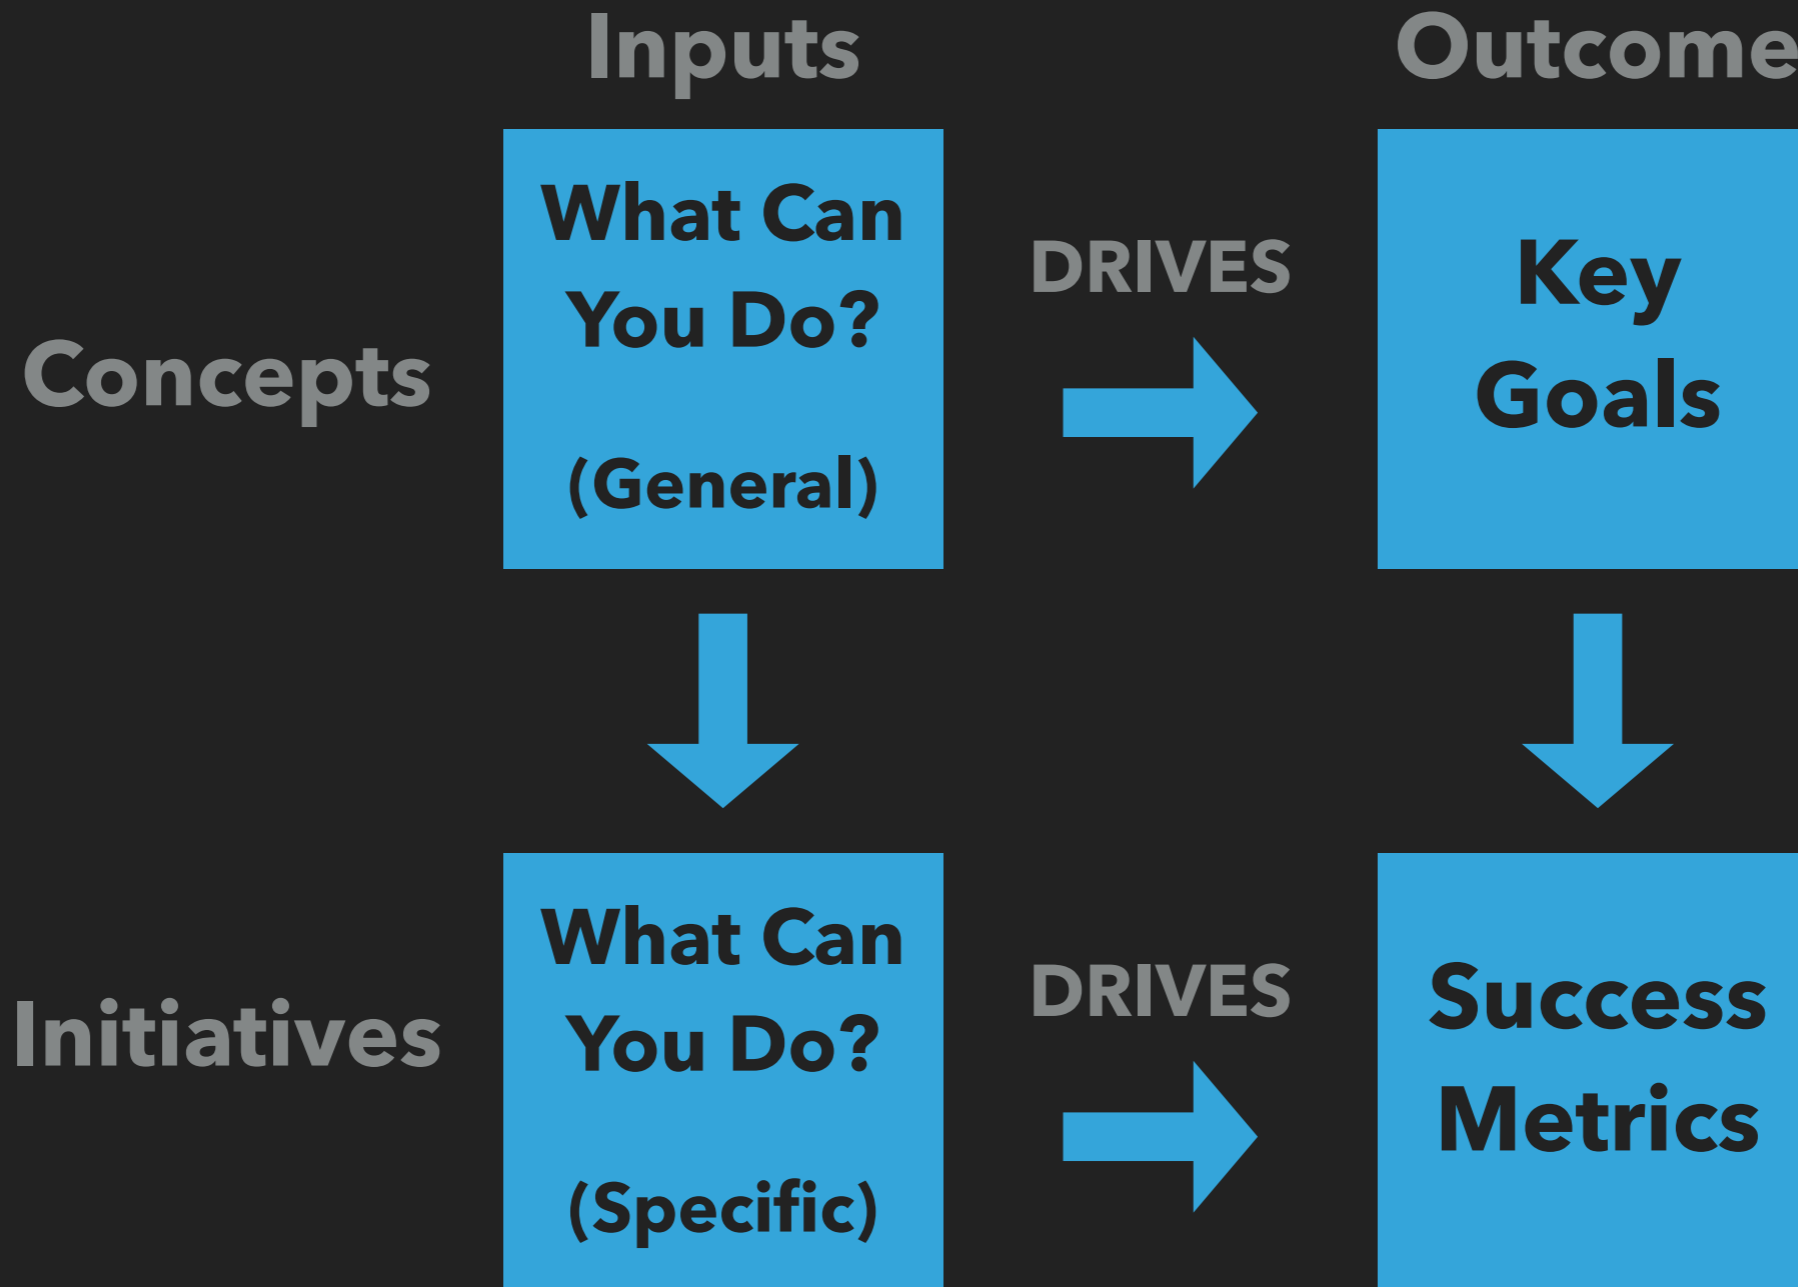 Inputs
Outcome
What Can
You Do?
(General)
DRIVES
Key
Goals
Concepts
What Can
You Do?
(Specific)
DRIVES
Success
Metrics
Initiatives